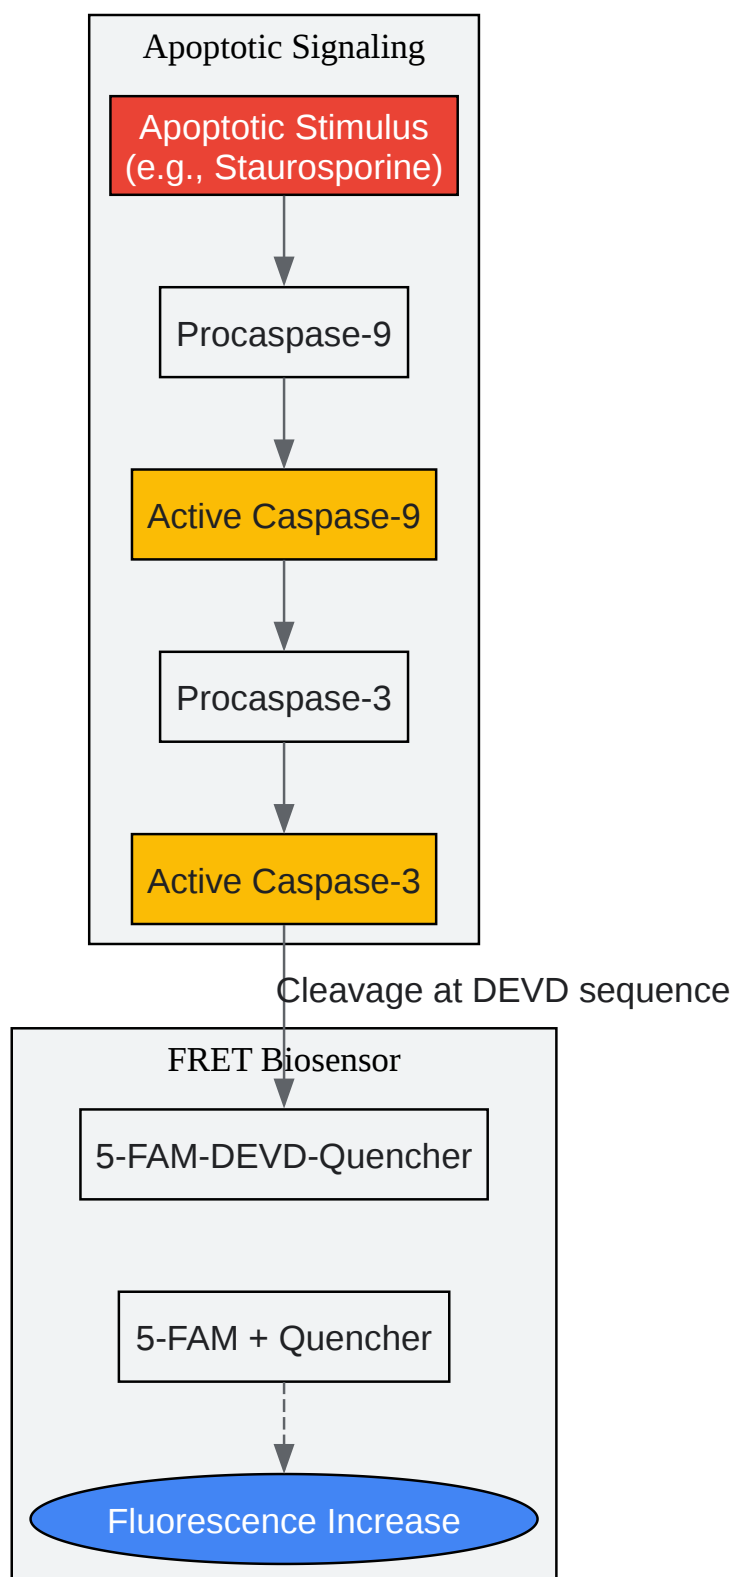 Apoptotic Signaling
Apoptotic Stimulus
(e.g., Staurosporine)
Procaspase-9
Active Caspase-9
Procaspase-3
Active Caspase-3
Cleavage at DEVD sequence
FRET Biosensor
5-FAM-DEVD-Quencher
5-FAM + Quencher
Fluorescence Increase